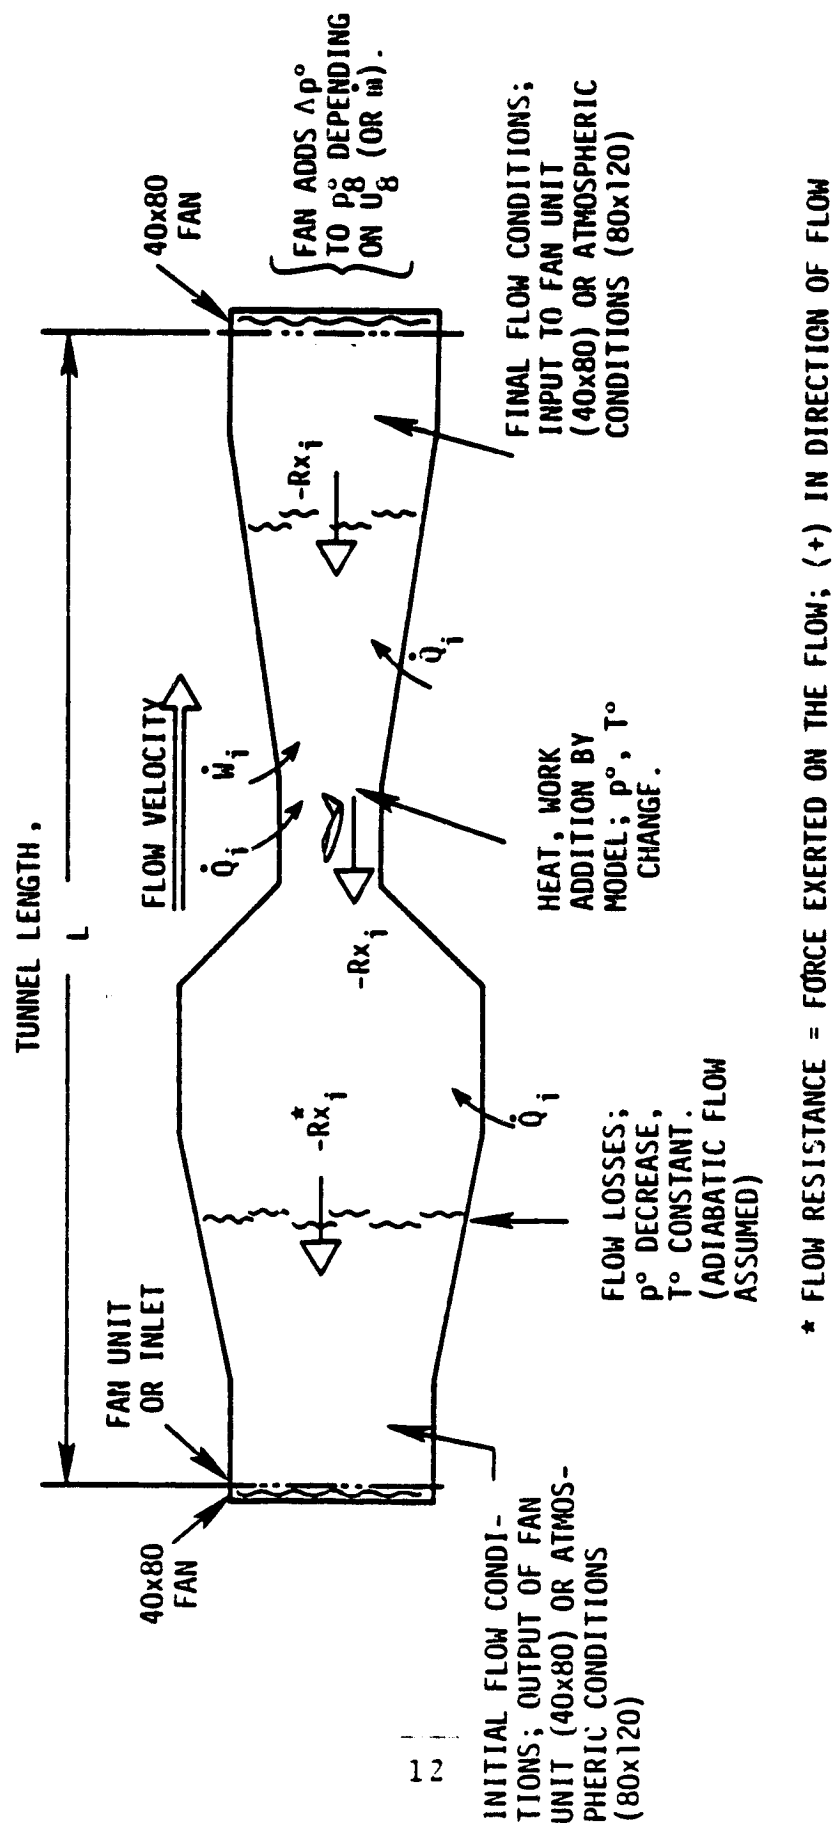 TUNNEL LENGTH,
L
FAN UNIT
OR INLET
40x80
FAN
FLOW VELOCITY
40x80
FAN
FAN ADDS Δp°
TO p°8 DEPENDING
ON U8 (OR ṁ).
Q̇i
Ẇi
-Rx*i
-Rxi
-Rxi
Q̇i
Q̇i
INITIAL FLOW CONDI-
TIONS; OUTPUT OF FAN
UNIT (40x80) OR ATMOS-
PHERIC CONDITIONS
(80x120)
FLOW LOSSES;
p° DECREASE,
T° CONSTANT.
(ADIABATIC FLOW
ASSUMED)
HEAT, WORK
ADDITION BY
MODEL; p°, T°
CHANGE.
FINAL FLOW CONDITIONS;
INPUT TO FAN UNIT
(40x80) OR ATMOSPHERIC
CONDITIONS (80x120)
* FLOW RESISTANCE = FORCE EXERTED ON THE FLOW; (+) IN DIRECTION OF FLOW
12